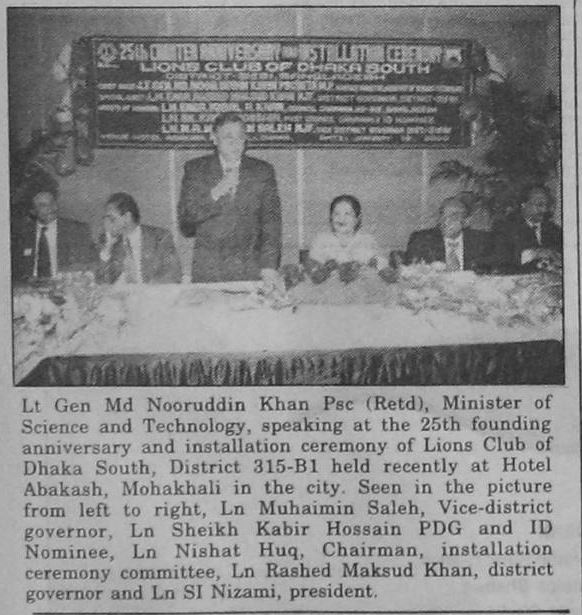 25th CHARTER ANNIVERSARY AND INSTALLATION CEREMONY
LIONS CLUB OF DHAKA SOUTH
Lt Gen Md Nooruddin Khan Psc (Retd), Minister of
Science and Technology, speaking at the 25th founding
anniversary and installation ceremony of Lions Club of
Dhaka South, District 315-B1 held recently at Hotel
Abakash, Mohakhali in the city. Seen in the picture
from left to right, Ln Muhaimin Saleh, Vice-district
governor, Ln Sheikh Kabir Hossain PDG and ID
Nominee, Ln Nishat Huq, Chairman, installation
ceremony committee, Ln Rashed Maksud Khan, district
governor and Ln SI Nizami, president.